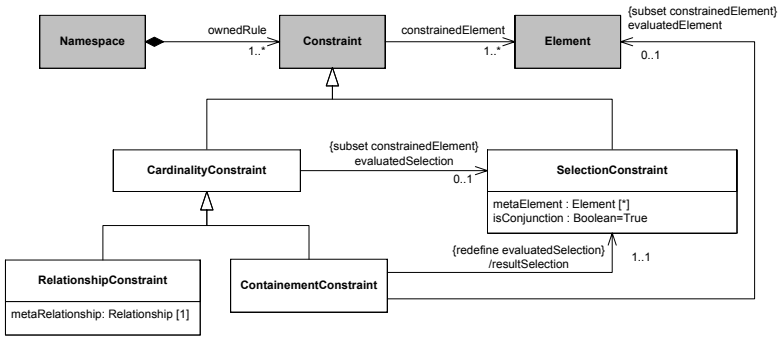 {subset constrainedElement}
evaluatedElement
0..1
Namespace
ownedRule
1..*
Constraint
constrainedElement
1..*
Element
{subset constrainedElement}
evaluatedSelection
0..1
CardinalityConstraint
SelectionConstraint
metaElement : Element [*]
isConjunction : Boolean=True
{redefine evaluatedSelection}
/resultSelection
1..1
RelationshipConstraint
metaRelationship: Relationship [1]
ContainementConstraint